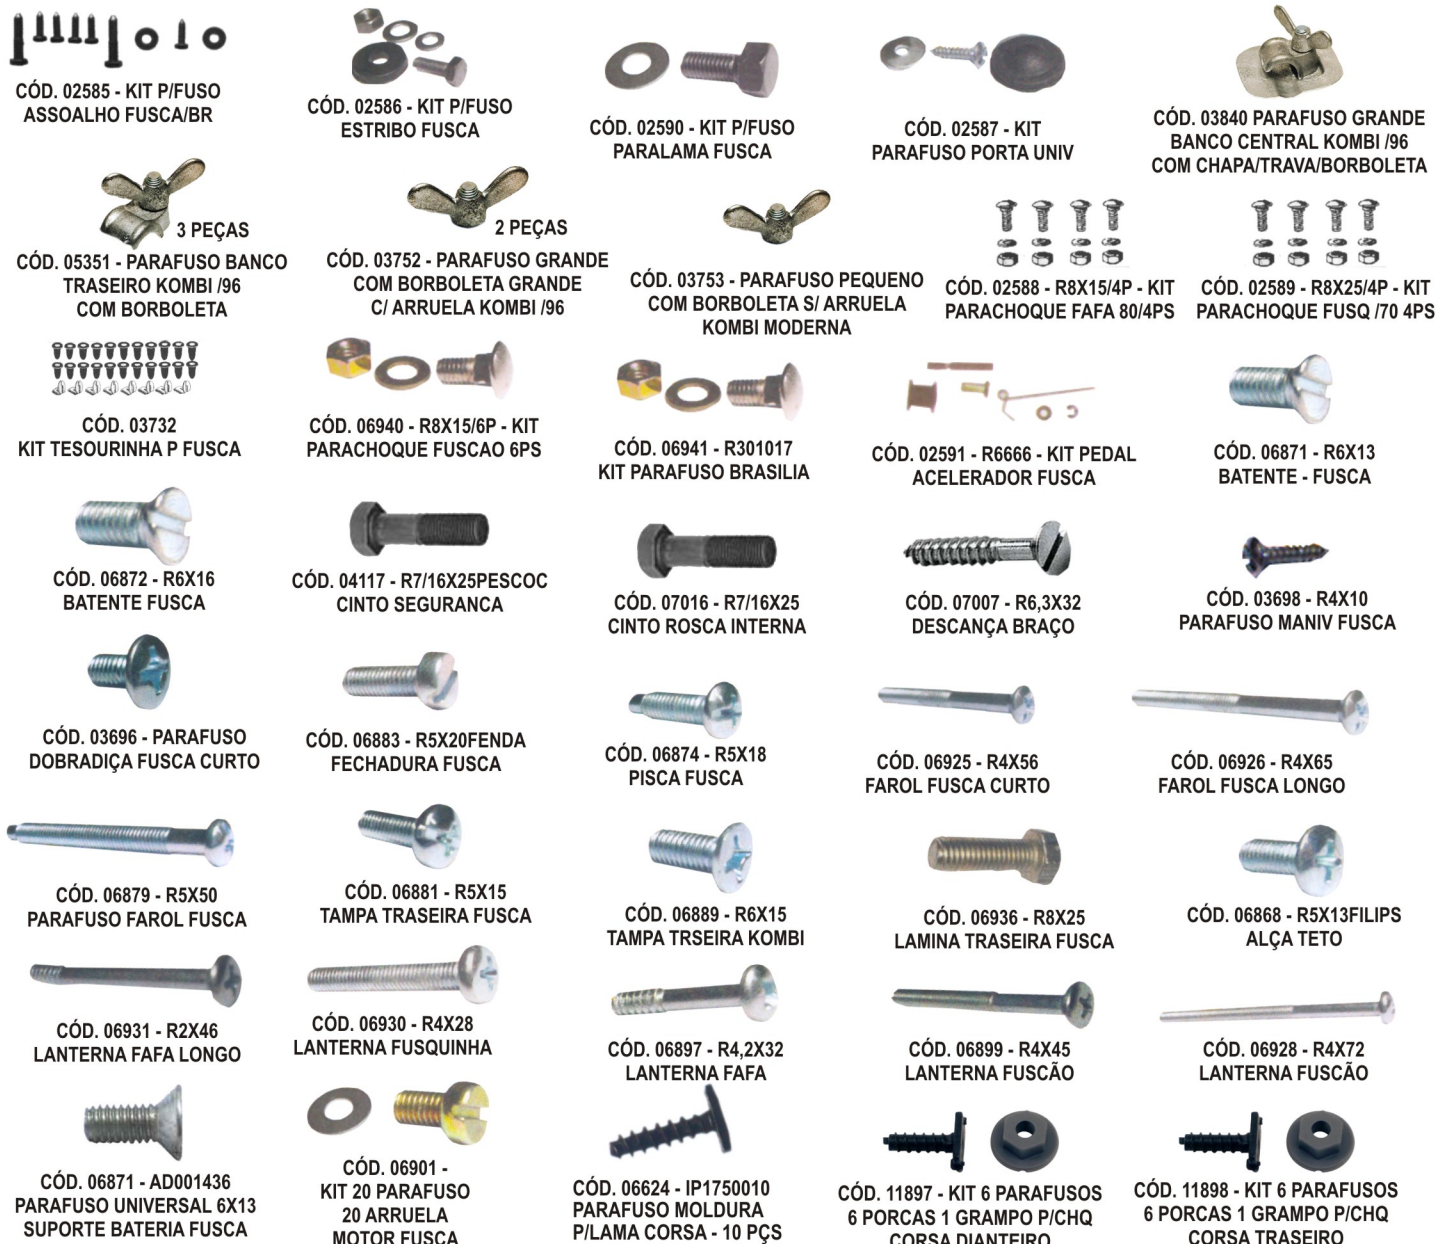 CÓD. 02585 - KIT P/FUSO
ASSOALHO FUSCA/BR
CÓD. 02586 - KIT P/FUSO
ESTRIBO FUSCA
CÓD. 02590 - KIT P/FUSO
PARALAMA FUSCA
CÓD. 02587 - KIT
PARAFUSO PORTA UNIV
CÓD. 03840 PARAFUSO GRANDE
BANCO CENTRAL KOMBI /96
COM CHAPA/TRAVA/BORBOLETA
3 PEÇAS
CÓD. 05351 - PARAFUSO BANCO
TRASEIRO KOMBI /96
COM BORBOLETA
2 PEÇAS
CÓD. 03752 - PARAFUSO GRANDE
COM BORBOLETA GRANDE
C/ ARRUELA KOMBI /96
CÓD. 03753 - PARAFUSO PEQUENO
COM BORBOLETA S/ ARRUELA
KOMBI MODERNA
CÓD. 02588 - R8X15/4P - KIT
PARACHOQUE FAFA 80/4PS
CÓD. 02589 - R8X25/4P - KIT
PARACHOQUE FUSQ /70 4PS
CÓD. 03732
KIT TESOURINHA P FUSCA
CÓD. 06940 - R8X15/6P - KIT
PARACHOQUE FUSCAO 6PS
CÓD. 06941 - R301017
KIT PARAFUSO BRASILIA
CÓD. 02591 - R6666 - KIT PEDAL
ACELERADOR FUSCA
CÓD. 06871 - R6X13
BATENTE - FUSCA
CÓD. 06872 - R6X16
BATENTE FUSCA
CÓD. 04117 - R7/16X25PESCOC
CINTO SEGURANCA
CÓD. 07016 - R7/16X25
CINTO ROSCA INTERNA
CÓD. 07007 - R6,3X32
DESCANÇA BRAÇO
CÓD. 03698 - R4X10
PARAFUSO MANIV FUSCA
CÓD. 03696 - PARAFUSO
DOBRADIÇA FUSCA CURTO
CÓD. 06883 - R5X20FENDA
FECHADURA FUSCA
CÓD. 06874 - R5X18
PISCA FUSCA
CÓD. 06925 - R4X56
FAROL FUSCA CURTO
CÓD. 06926 - R4X65
FAROL FUSCA LONGO
CÓD. 06879 - R5X50
PARAFUSO FAROL FUSCA
CÓD. 06881 - R5X15
TAMPA TRASEIRA FUSCA
CÓD. 06889 - R6X15
TAMPA TRSEIRA KOMBI
CÓD. 06936 - R8X25
LAMINA TRASEIRA FUSCA
CÓD. 06868 - R5X13FILIPS
ALÇA TETO
CÓD. 06931 - R2X46
LANTERNA FAFA LONGO
CÓD. 06930 - R4X28
LANTERNA FUSQUINHA
CÓD. 06897 - R4,2X32
LANTERNA FAFA
CÓD. 06899 - R4X45
LANTERNA FUSCÃO
CÓD. 06928 - R4X72
LANTERNA FUSCÃO
CÓD. 06871 - AD001436
PARAFUSO UNIVERSAL 6X13
SUPORTE BATERIA FUSCA
CÓD. 06901 -
KIT 20 PARAFUSO
20 ARRUELA
MOTOR FUSCA
CÓD. 06624 - IP1750010
PARAFUSO MOLDURA
P/LAMA CORSA - 10 PÇS
CÓD. 11897 - KIT 6 PARAFUSOS
6 PORCAS 1 GRAMPO P/CHQ
CORSA DIANTEIRO
CÓD. 11898 - KIT 6 PARAFUSOS
6 PORCAS 1 GRAMPO P/CHQ
CORSA TRASEIRO